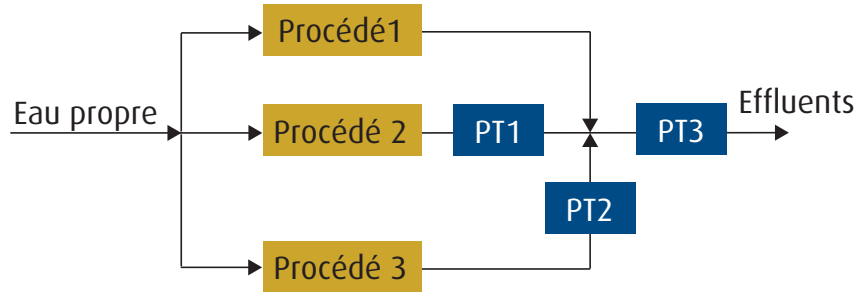 Procédé1
Eau propre
Procédé 2
PT1
PT3
Effluents
PT2
Procédé 3